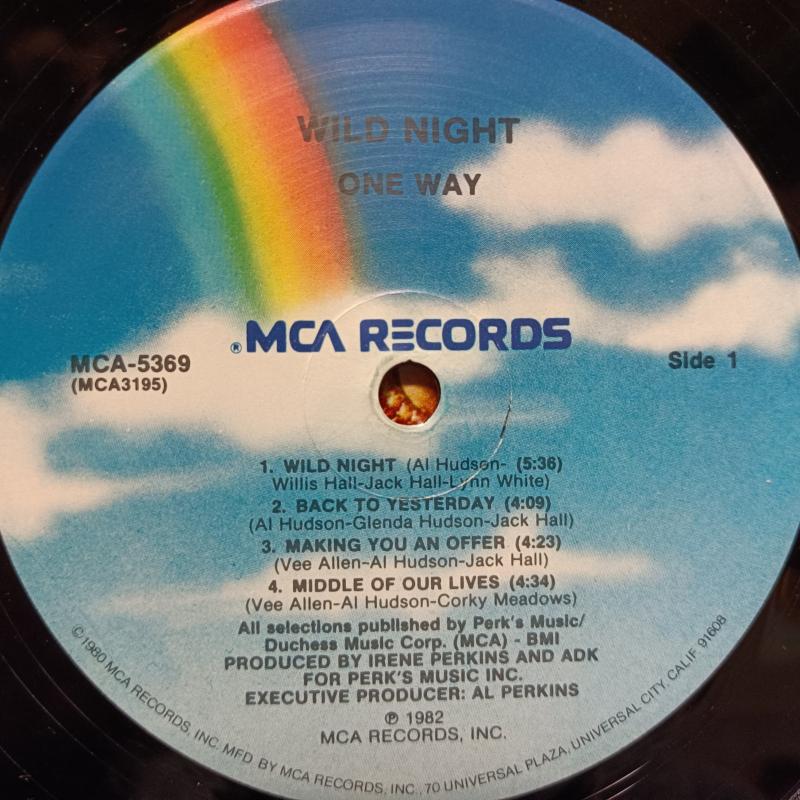 WILD NIGHT
ONE WAY
®MCA RECORDS
MCA-5369
(MCA3195)
Side 1
1. WILD NIGHT (Al Hudson- (5:36)
Willis Hall-Jack Hall-Lynn White)
2. BACK TO YESTERDAY (4:09)
(Al Hudson-Glenda Hudson-Jack Hall)
3. MAKING YOU AN OFFER (4:23)
(Vee Allen-Al Hudson-Jack Hall)
4. MIDDLE OF OUR LIVES (4:34)
(Vee Allen-Al Hudson-Corky Meadows)
All selections published by Perk's Music/
Duchess Music Corp. (MCA) - BMI
PRODUCED BY IRENE PERKINS AND ADK
FOR PERK'S MUSIC INC.
EXECUTIVE PRODUCER: AL PERKINS
℗ 1982
MCA RECORDS, INC.
©1980 MCA RECORDS, INC. MFD. BY MCA RECORDS, INC., 70 UNIVERSAL PLAZA, UNIVERSAL CITY, CALIF. 91608